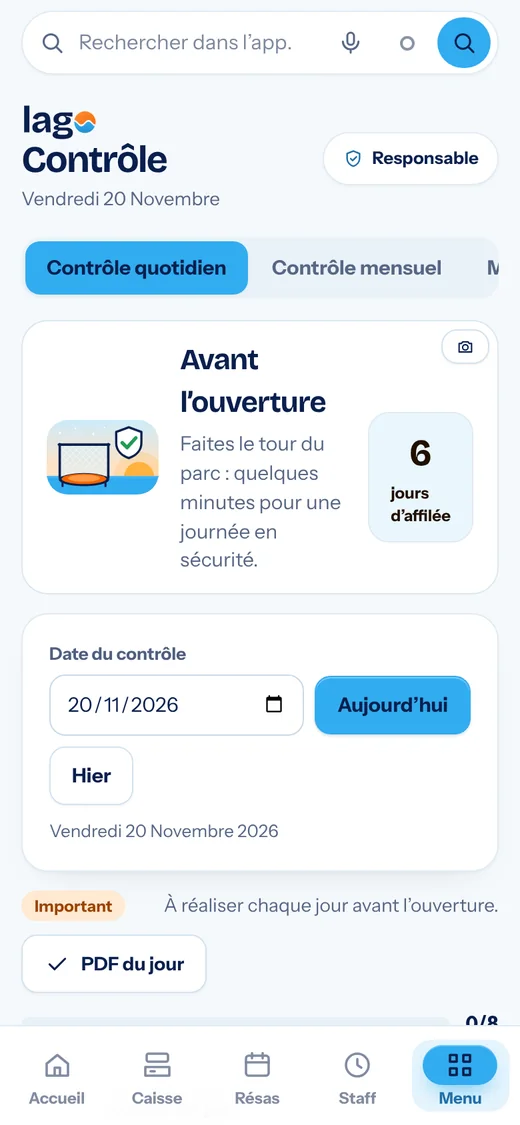 Rechercher dans l’app.
lago
Contrôle
Vendredi 20 Novembre
Responsable
Contrôle quotidien
Contrôle mensuel
Avant
l’ouverture
Faites le tour du
parc : quelques
minutes pour une
journée en
sécurité.
6
jours
d’affilée
Date du contrôle
20/11/2026
Aujourd’hui
Hier
Vendredi 20 Novembre 2026
Important
À réaliser chaque jour avant l’ouverture.
PDF du jour
0/8
Accueil
Caisse
Résas
Staff
Menu